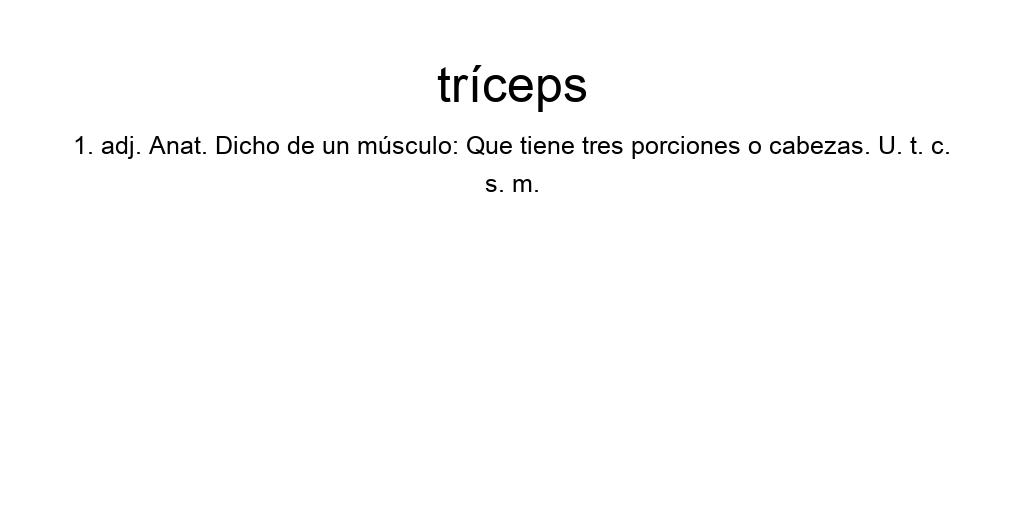 tríceps
1. adj. Anat. Dicho de un músculo: Que tiene tres porciones o cabezas. U. t. c.
s. m.